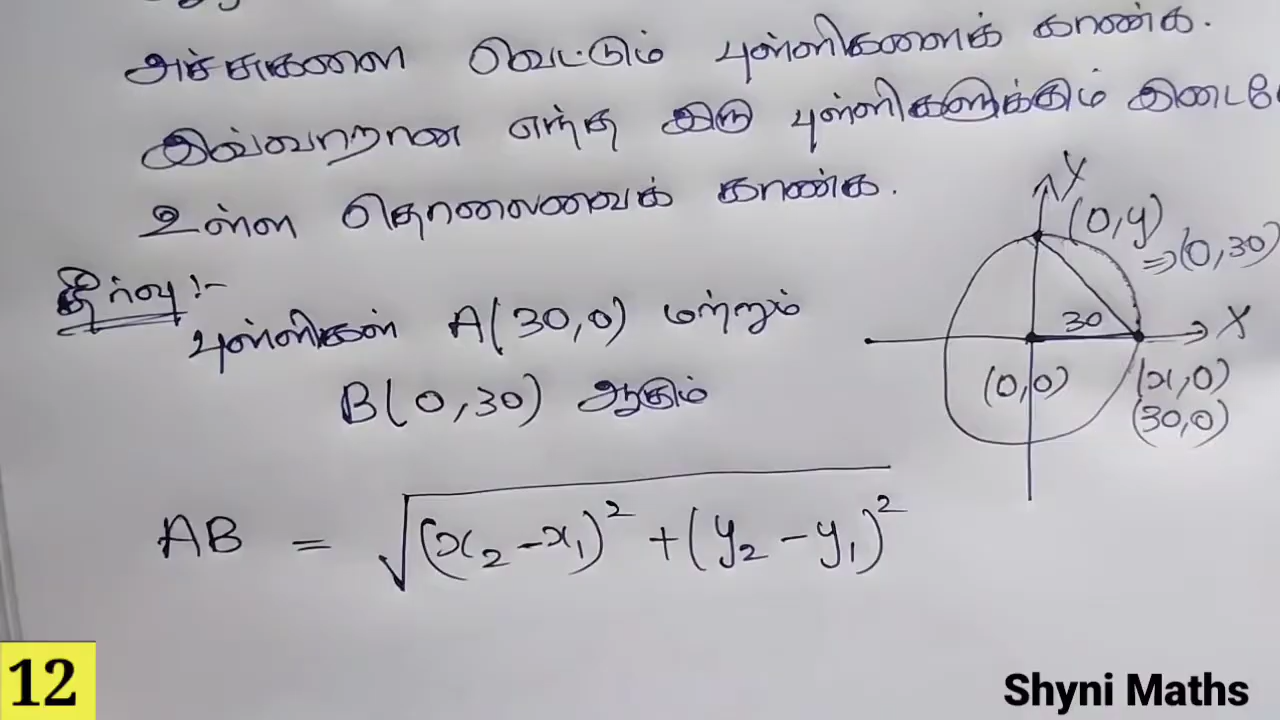 அச்சுகளை வெட்டும் புள்ளிகளைக் காண்க.
இவ்வாறான எந்த இரு புள்ளிகளுக்கும் இடையே
உள்ள தொலைவைக் காண்க.
தீர்வு :-
புள்ளிகள் A(30,0) மற்றும்
B(0,30) ஆகும்
AB = √(x₂-x₁)² + (y₂-y₁)²
Y
(0,y)
⇒(0,30)
30
X
(0,0)
(x,0)
(30,0)
12
Shyni Maths